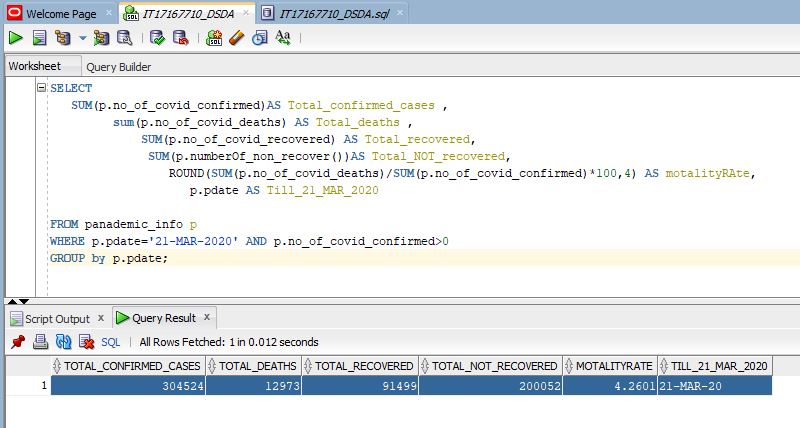 Welcome Page
IT17167710_DSDA
IT17167710_DSDA.sql
Worksheet
Query Builder
SELECT
SUM(p.no_of_covid_confirmed)AS Total_confirmed_cases ,
sum(p.no_of_covid_deaths) AS Total_deaths ,
SUM(p.no_of_covid_recovered) AS Total_recovered,
SUM(p.numberOf_non_recover())AS Total_NOT_recovered,
ROUND(SUM(p.no_of_covid_deaths)/SUM(p.no_of_covid_confirmed)*100,4) AS motalityRAte,
p.pdate AS Till_21_MAR_2020
FROM panademic_info p
WHERE p.pdate='21-MAR-2020' AND p.no_of_covid_confirmed>0
GROUP by p.pdate;
Script Output x
Query Result x
SQL | All Rows Fetched: 1 in 0.012 seconds
TOTAL_CONFIRMED_CASES TOTAL_DEATHS TOTAL_RECOVERED TOTAL_NOT_RECOVERED MOTALITYRATE TILL_21_MAR_2020
1 304524 12973 91499 200052 4.2601 21-MAR-20